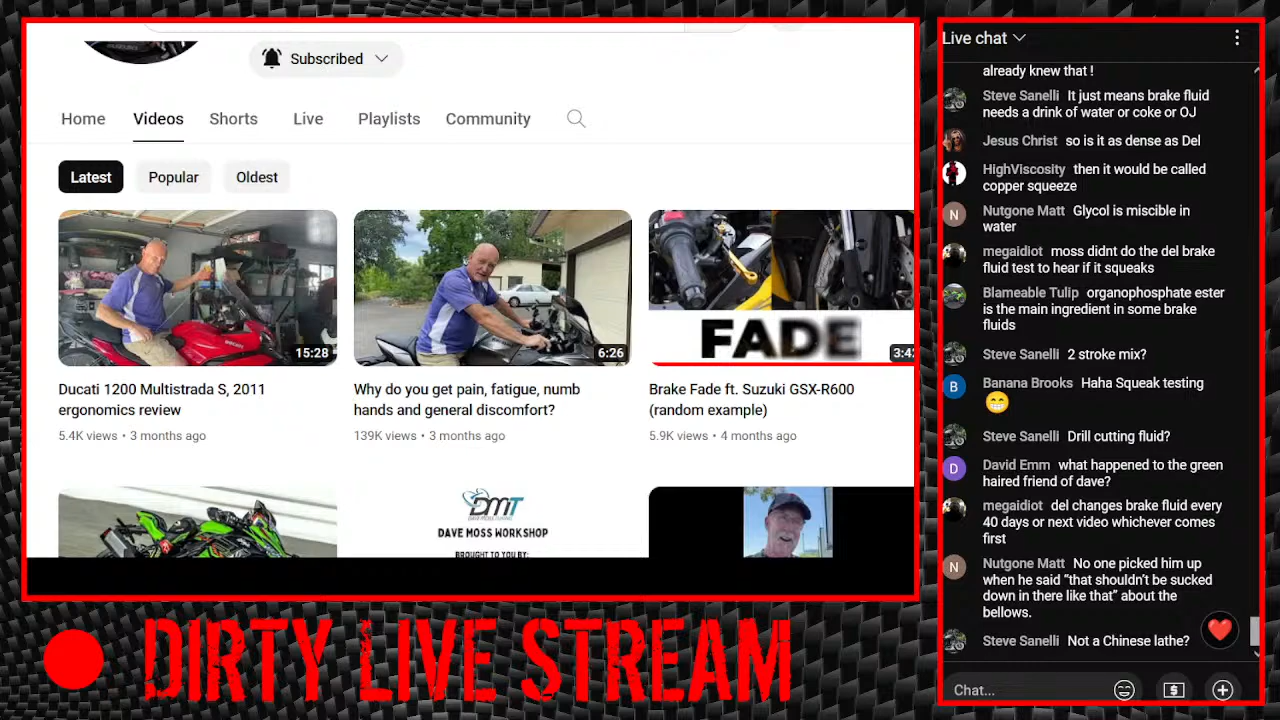 Subscribed
Home
Videos
Shorts
Live
Playlists
Community
Latest
Popular
Oldest
15:28
6:26
FADE
3:42
Ducati 1200 Multistrada S, 2011
ergonomics review
5.4K views • 3 months ago
Why do you get pain, fatigue, numb
hands and general discomfort?
139K views • 3 months ago
Brake Fade ft. Suzuki GSX-R600
(random example)
5.9K views • 4 months ago
DMT
DAVE MOSS TUNING
DAVE MOSS WORKSHOP
BROUGHT TO YOU BY:
DIRTY LIVE STREAM
Live chat
already knew that !
Steve Sanelli It just means brake fluid
needs a drink of water or coke or OJ
Jesus Christ so is it as dense as Del
HighViscosity then it would be called
copper squeeze
Nutgone Matt Glycol is miscible in
water
megaidiot moss didnt do the del brake
fluid test to hear if it squeaks
Blameable Tulip organophosphate ester
is the main ingredient in some brake
fluids
Steve Sanelli 2 stroke mix?
Banana Brooks Haha Squeak testing
😁
Steve Sanelli Drill cutting fluid?
David Emm what happened to the green
haired friend of dave?
megaidiot del changes brake fluid every
40 days or next video whichever comes
first
Nutgone Matt No one picked him up
when he said “that shouldn’t be sucked
down in there like that” about the
bellows.
Steve Sanelli Not a Chinese lathe?
Chat...